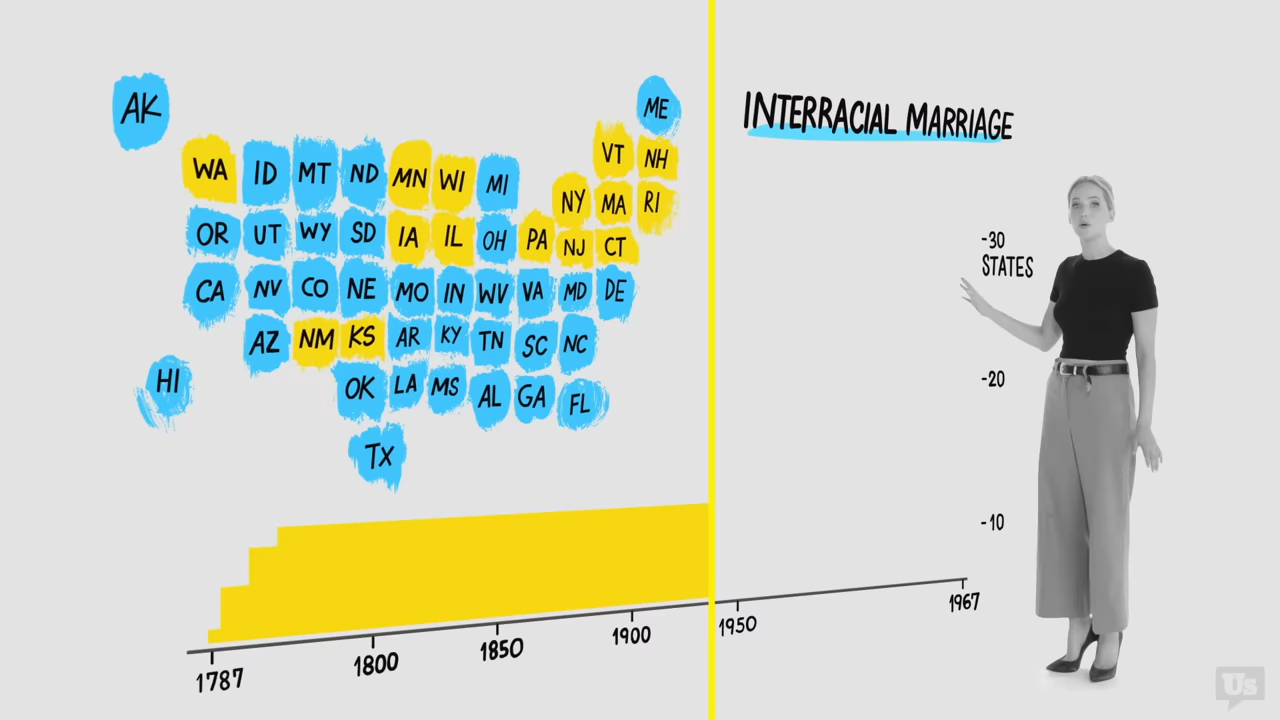 INTERRACIAL MARRIAGE
AK
ME
VT NH
WA ID MT ND MN WI MI
NY MA RI
OR UT WY SD IA IL OH PA NJ CT
CA NV CO NE MO IN WV VA MD DE
AZ NM KS AR KY TN SC NC
HI
OK LA MS AL GA FL
TX
-30
STATES
-20
-10
1787
1800
1850
1900
1950
1967
Us